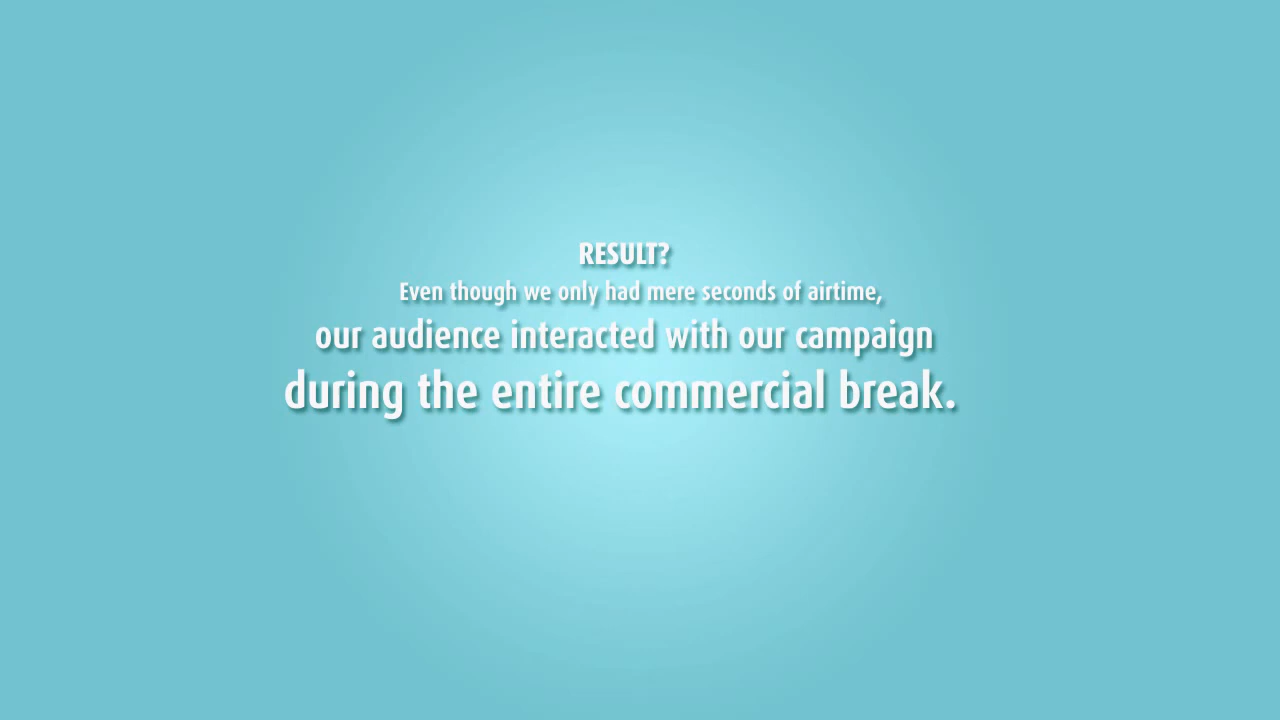 RESULT?
Even though we only had mere seconds of airtime,
our audience interacted with our campaign
during the entire commercial break.